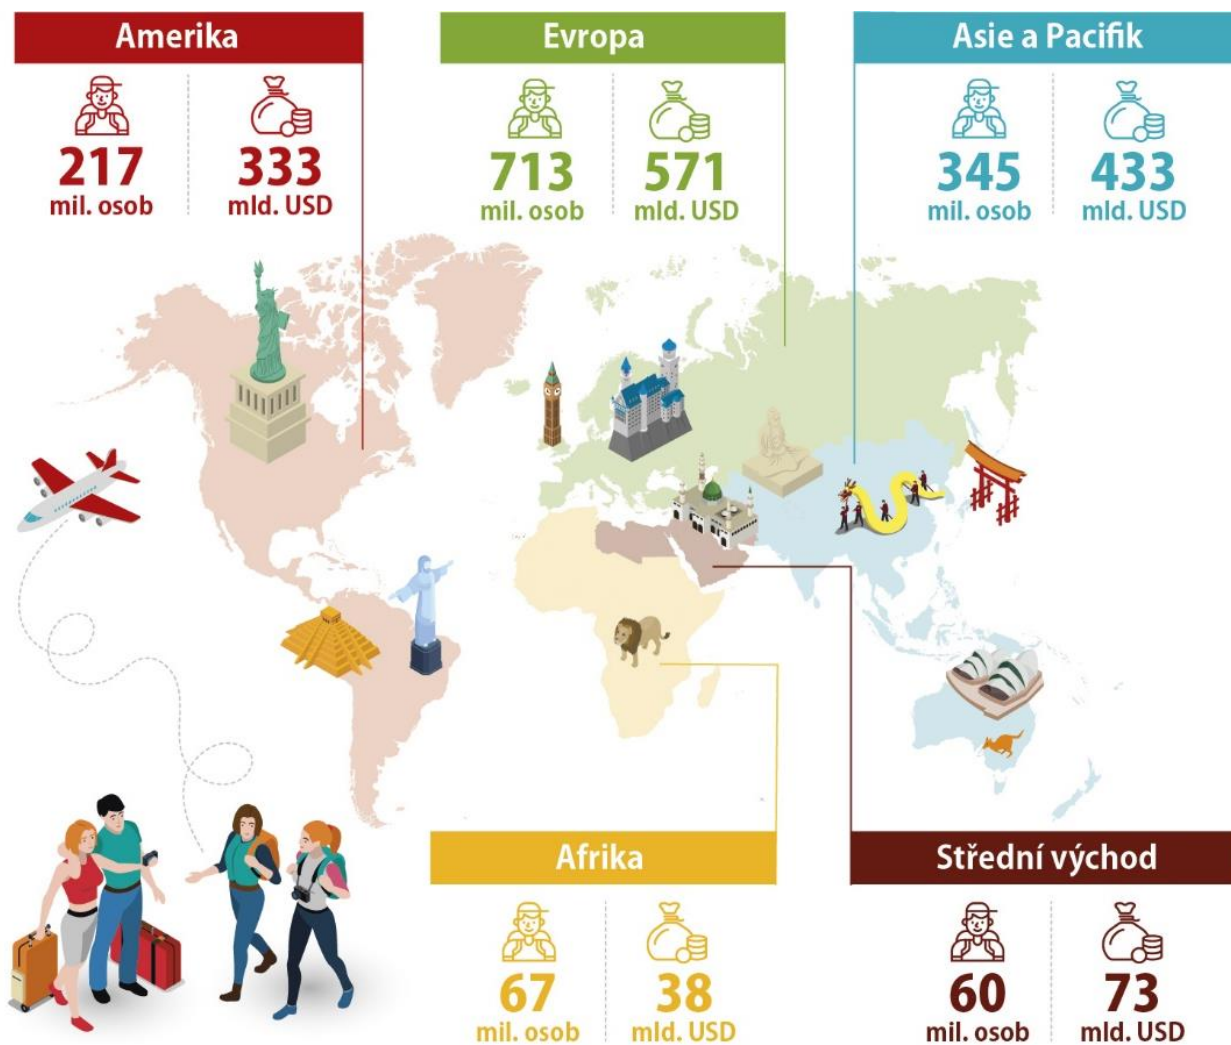 Amerika
217
mil. osob
333
mld. USD
Evropa
713
mil. osob
571
mld. USD
Asie a Pacifik
345
mil. osob
433
mld. USD
Afrika
67
mil. osob
38
mld. USD
Střední východ
60
mil. osob
73
mld. USD